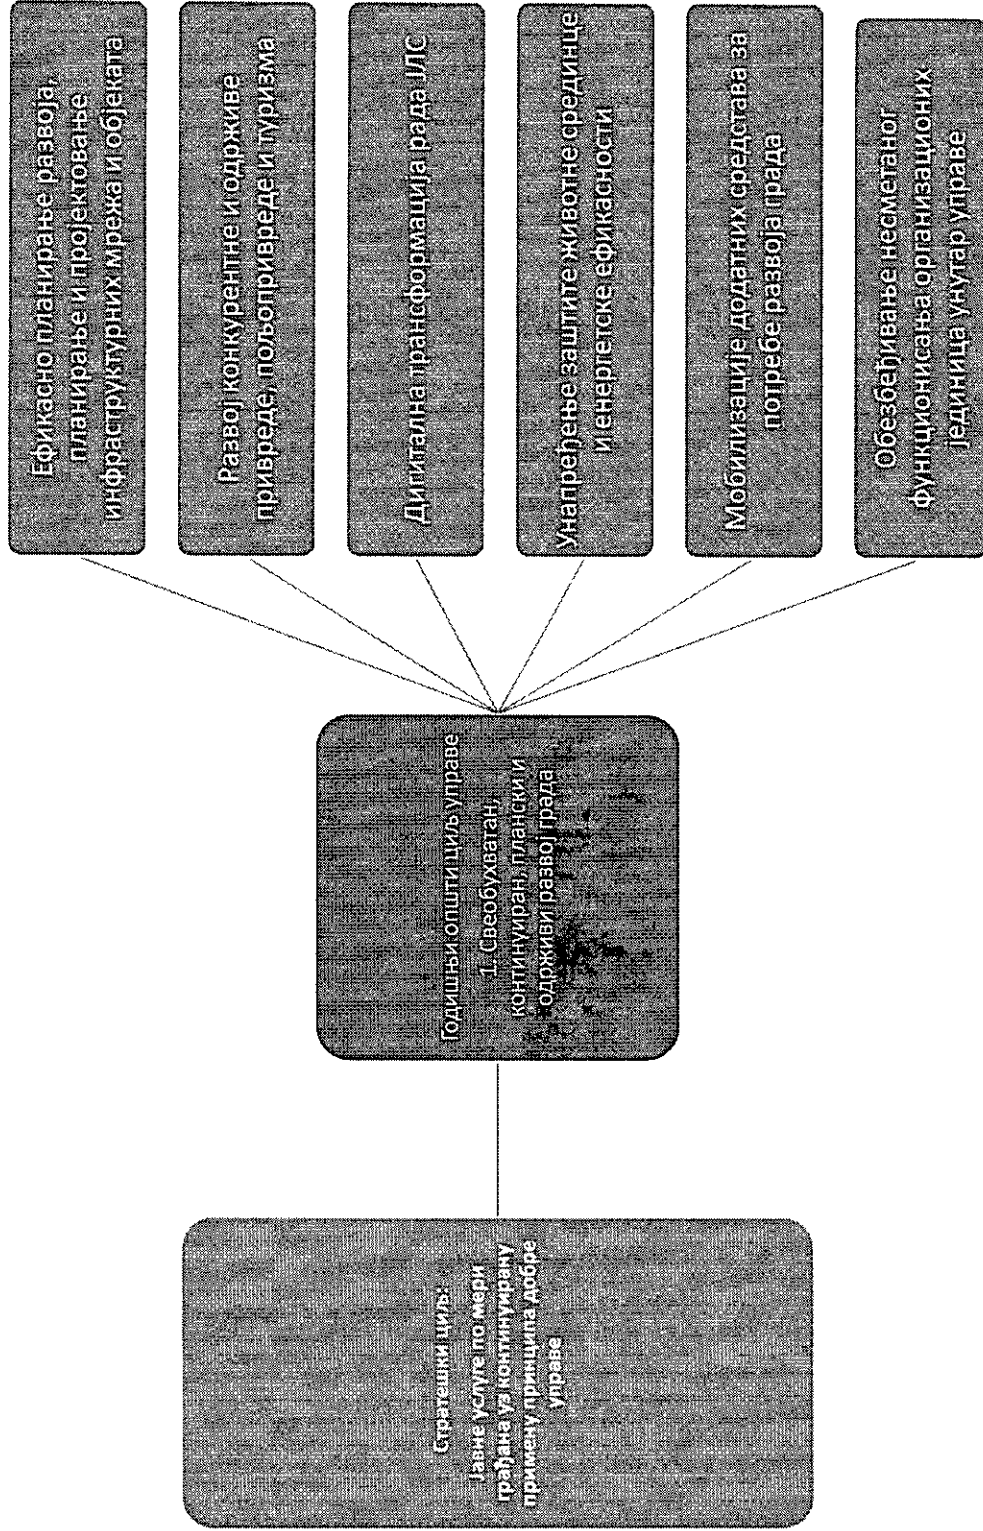 Стратешки циљ:
Јавне услуге по мери
грађана уз континуирану
примену принципа добре
управе
Годишњи општи циљ управе
1. Свеобухватан,
континуиран, плански и
одрживи развој града
Ефикасно планирање развоја,
планирање и пројектовање
инфраструктурних мрежа и објеката
Развој конкурентне и одрживе
привреде, пољопривреде и туризма
Дигитална трансформација рада ЈЛС
Унапређење заштите животне средине
и енергетске ефикасности
Мобилизације додатних средстава за
потребе развоја града
Обезбеђивање несметаног
функционисања организационих
јединица унутар управе